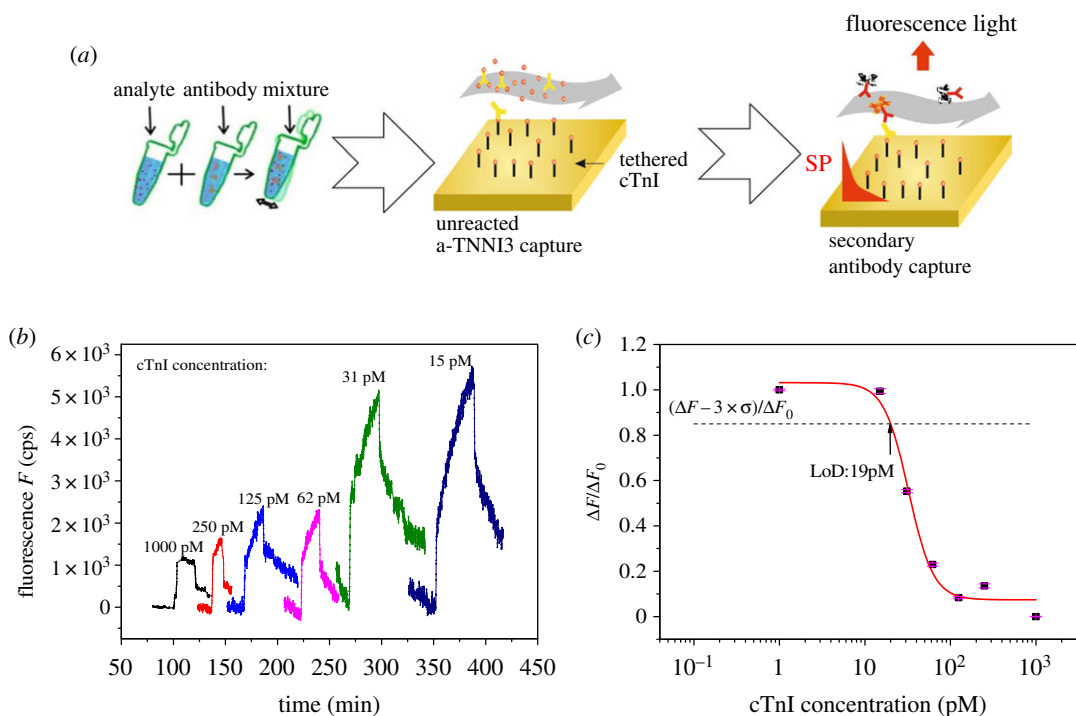 (a)
fluorescence light
analyte antibody mixture
SP
tethered
cTnI
unreacted
a-TNNI3 capture
secondary
antibody capture
(b)
6 × 10³
5 × 10³
4 × 10³
3 × 10³
2 × 10³
1 × 10³
0
fluorescence F (cps)
cTnI concentration:
1000 pM
250 pM
125 pM
62 pM
31 pM
15 pM
50 100 150 200 250 300 350 400 450
time (min)
(c)
1.2
1.0
0.8
0.6
0.4
0.2
0
ΔF/ΔF₀
(ΔF – 3 × σ)/ΔF₀
LoD:19pM
10⁻¹ 1 10 10² 10³
cTnI concentration (pM)